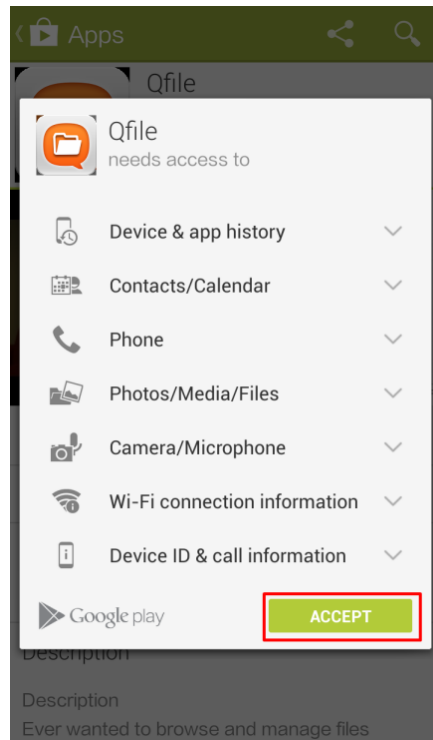 Apps
Qfile
Qfile
needs access to
Device & app history
Contacts/Calendar
Phone
Photos/Media/Files
Camera/Microphone
Wi-Fi connection information
Device ID & call information
Google play
ACCEPT
Description
Description
Ever wanted to browse and manage files